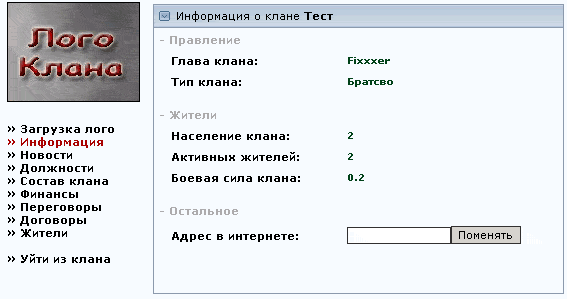 Лого
Клана
» Загрузка лого
» Информация
» Новости
» Должности
» Состав клана
» Финансы
» Переговоры
» Договоры
» Жители
» Уйти из клана
Информация о клане Тест
- Правление
Глава клана: Fixxxer
Тип клана: Братсво
- Жители
Население клана: 2
Активных жителей: 2
Боевая сила клана: 0.2
- Остальное
Адрес в интернете: Поменять